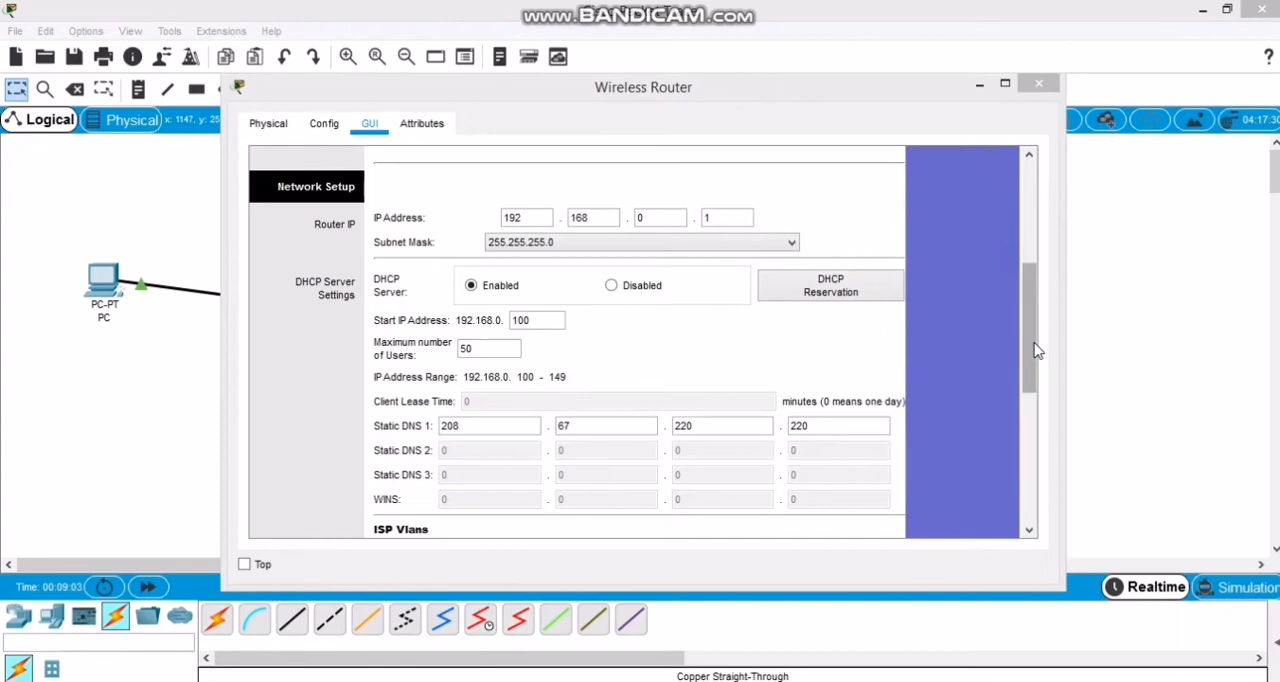 www.BANDICAM.com
File Edit Options View Tools Extensions Help
?
Wireless Router
Logical Physical x: 1147, y: 25 04:17:30
Physical Config GUI Attributes
Network Setup
Router IP
IP Address: 192 . 168 . 0 . 1
Subnet Mask: 255.255.255.0
DHCP Server Settings
DHCP Server: Enabled Disabled DHCP Reservation
Start IP Address: 192.168.0. 100
Maximum number of Users: 50
IP Address Range: 192.168.0. 100 - 149
Client Lease Time: 0 minutes (0 means one day)
Static DNS 1: 208 . 67 . 220 . 220
Static DNS 2: 0 . 0 . 0 . 0
Static DNS 3: 0 . 0 . 0 . 0
WINS: 0 . 0 . 0 . 0
ISP Vlans
PC-PT
PC
Top
Time: 00:09:03 Realtime Simulation
Copper Straight-Through